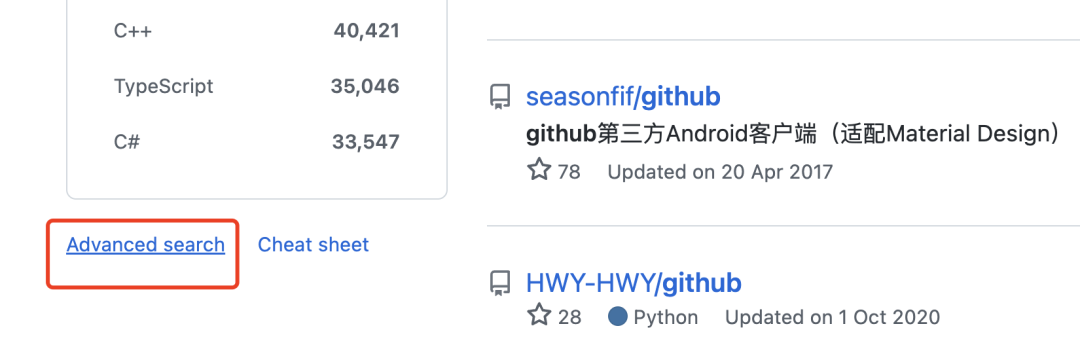 C++ 40,421
TypeScript 35,046
C# 33,547
Advanced search Cheat sheet
seasonfif/github
github第三方Android客户端（适配Material Design）
78 Updated on 20 Apr 2017
HWY-HWY/github
28 Python Updated on 1 Oct 2020